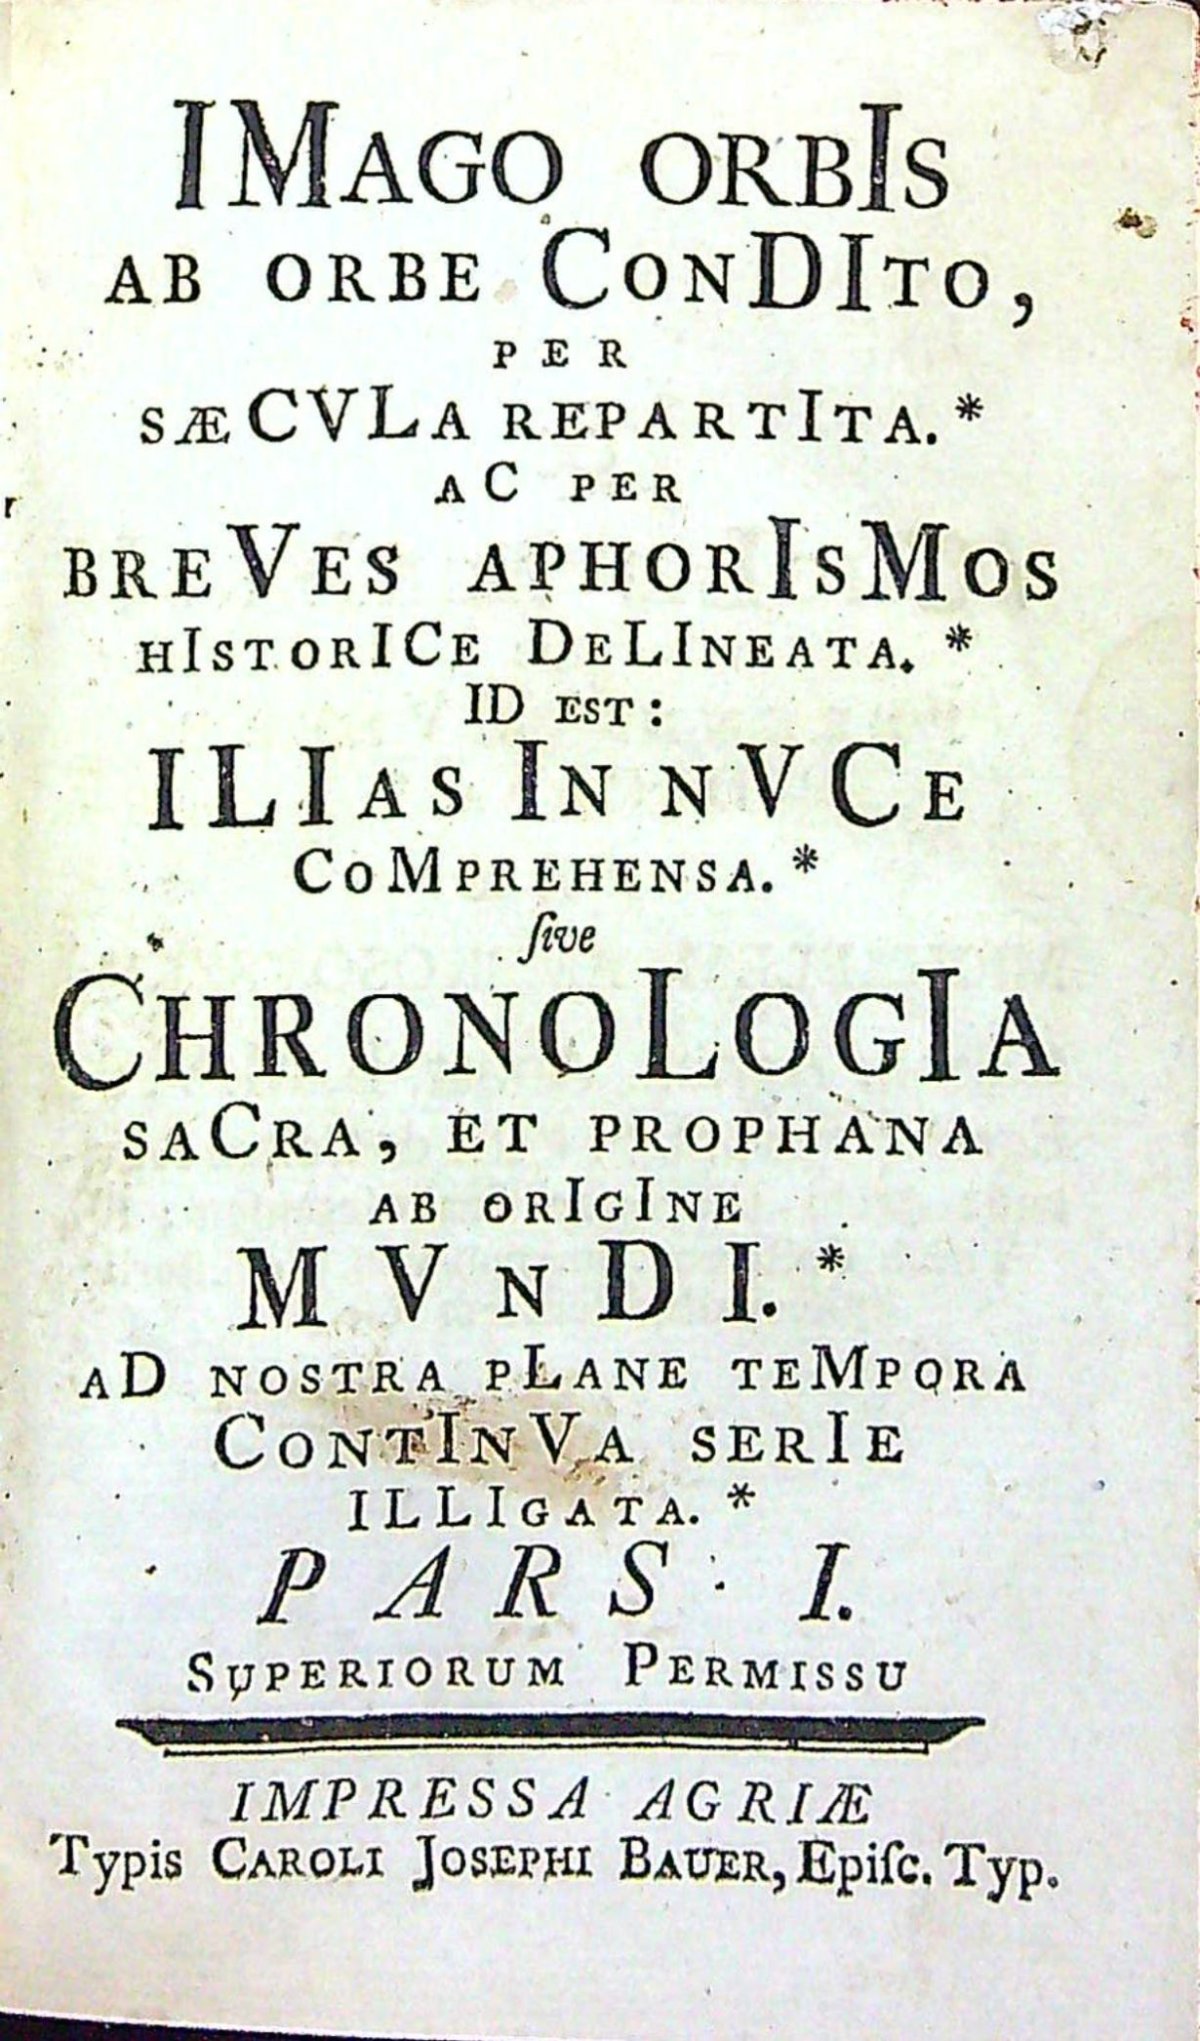 IMAGO ORBIS
AB ORBE CONDITO,
PER
SÆCVLA REPARTITA.*
AC PER
BREVES APHORISMOS
HISTORICE DELINEATA.*
ID EST:
ILIAS IN NVCE
COMPREHENSA.*
ſive
CHRONOLOGIA
SACRA, ET PROPHANA
AB ORIGINE
MVNDI.*
AD NOSTRA PLANE TEMPORA
CONTINVA SERIE
ILLIGATA.*
PARS I.
SUPERIORUM PERMISSU
IMPRESSA AGRIÆ
Typis CAROLI JOSEPHI BAUER, Epiſc. Typ.